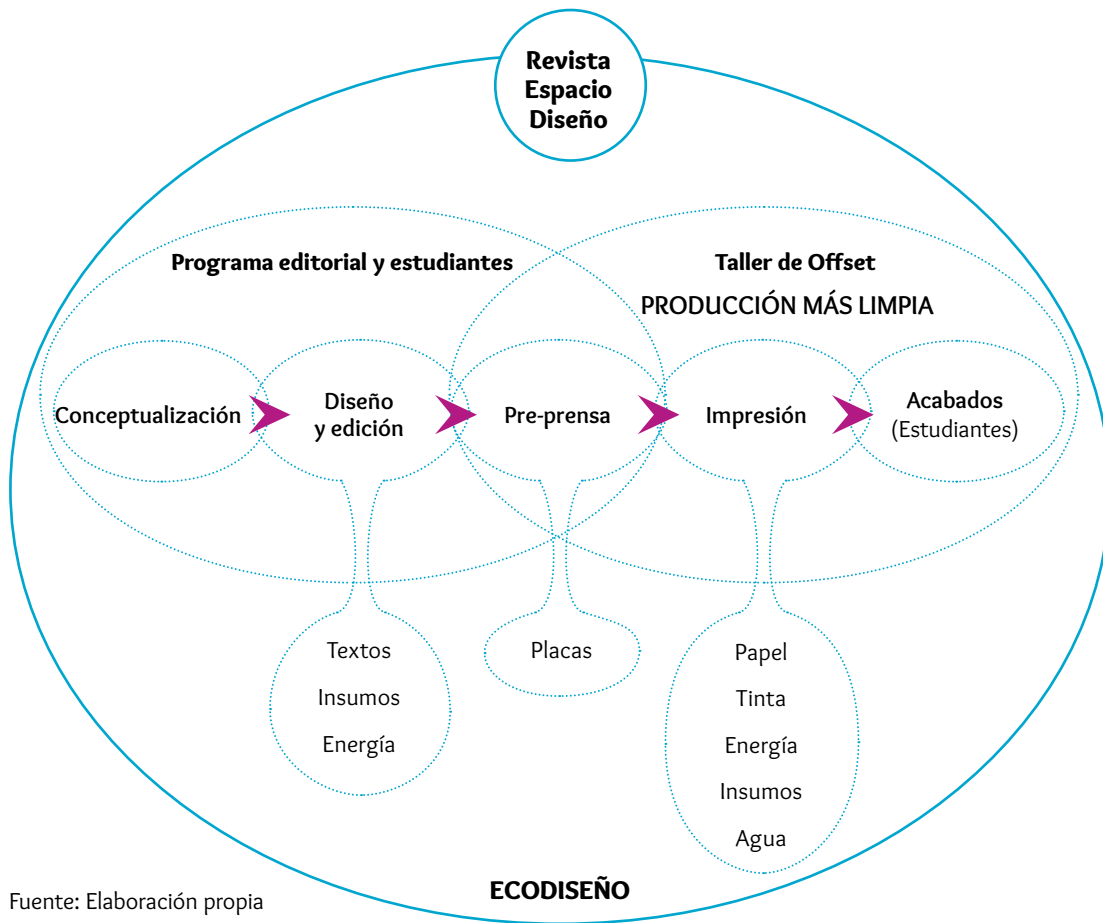 Revista
Espacio
Diseño
Programa editorial y estudiantes
Taller de Offset
PRODUCCIÓN MÁS LIMPIA
Conceptualización
Diseño
y edición
Pre-prensa
Impresión
Acabados
(Estudiantes)
Textos
Insumos
Energía
Placas
Papel
Tinta
Energía
Insumos
Agua
ECODISEÑO
Fuente: Elaboración propia